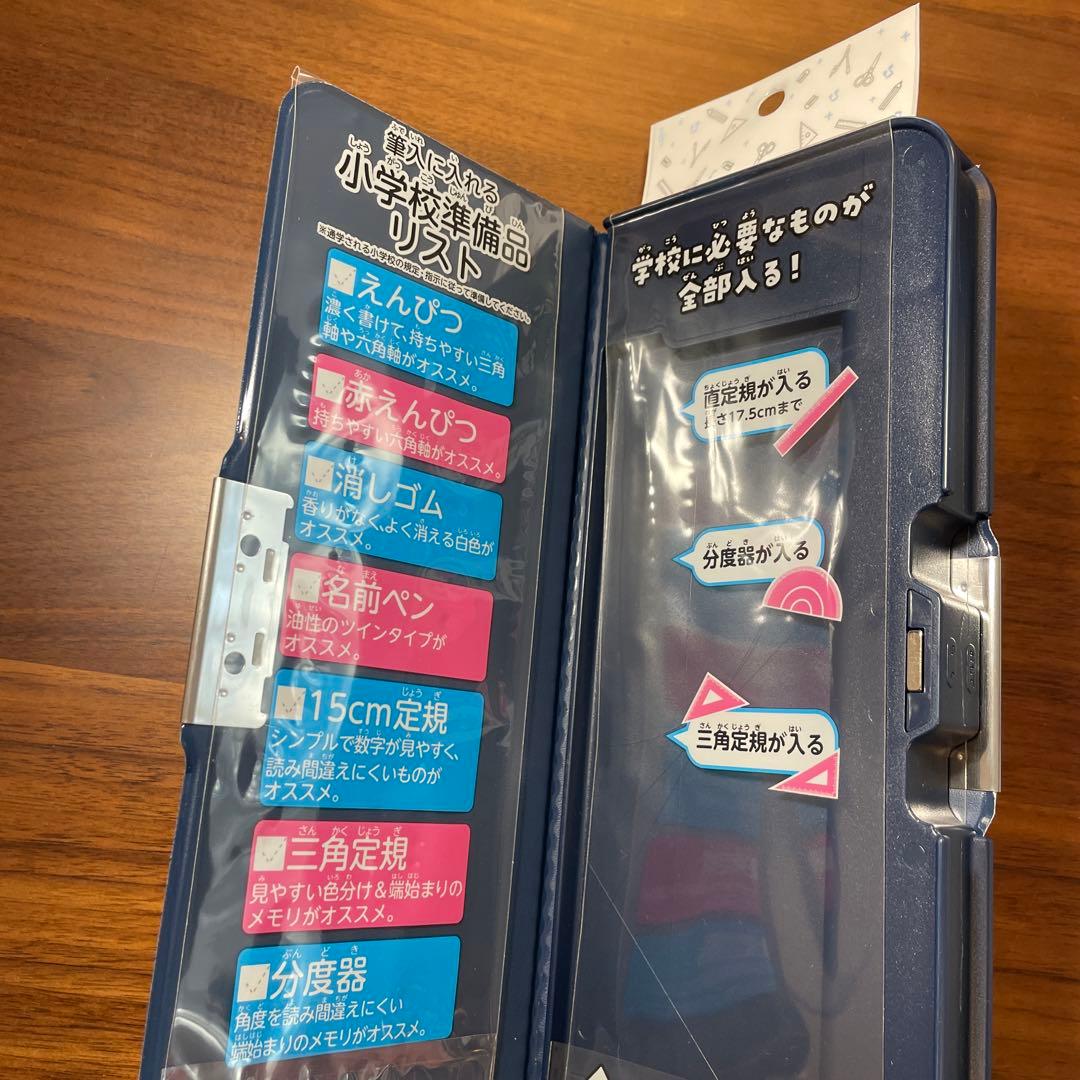 筆入に入れる
小学校準備品
リスト
※通学される小学校の規定・指示に従って準備してください。
えんぴつ
濃く書けて、持ちやすい三角
軸や六角軸がオススメ。
赤えんぴつ
持ちやすい六角軸がオススメ。
消しゴム
香りがなく、よく消える白色が
オススメ。
名前ペン
油性のツインタイプが
オススメ。
15cm定規
シンプルで数字が見やすく、
読み間違えにくいものが
オススメ。
三角定規
見やすい色分け&端始まりの
メモリがオススメ。
分度器
角度を読み間違えにくい
端始まりのメモリがオススメ。
学校に必要なものが
全部入る!
直定規が入る
長さ17.5cmまで
分度器が入る
三角定規が入る